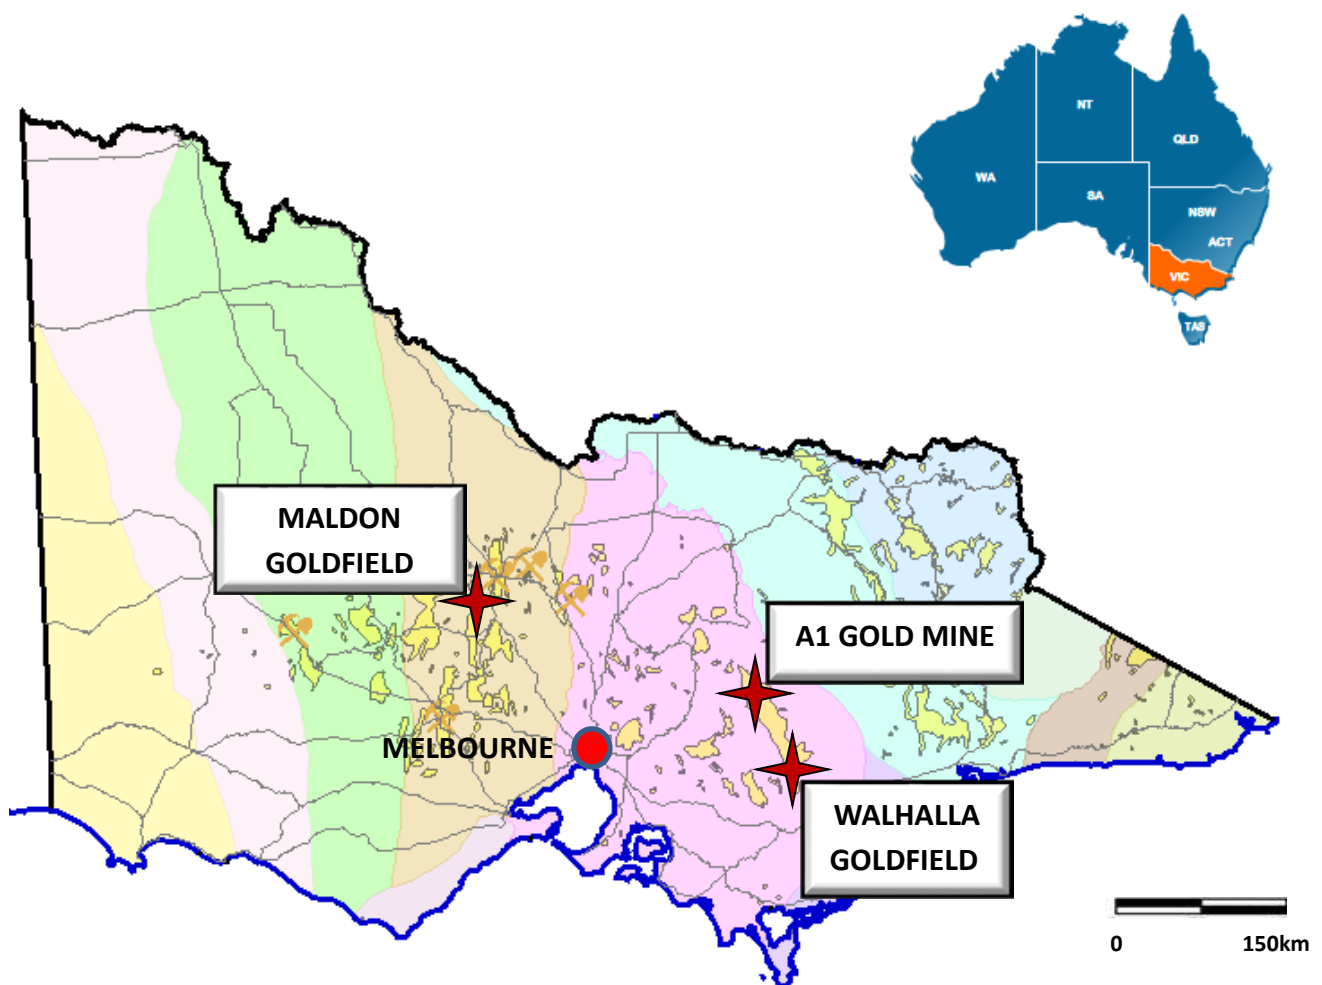 NT
QLD
WA
SA
NSW
ACT
VIC
TAS
MALDON
GOLDFIELD
A1 GOLD MINE
MELBOURNE
WALHALLA
GOLDFIELD
0 150km